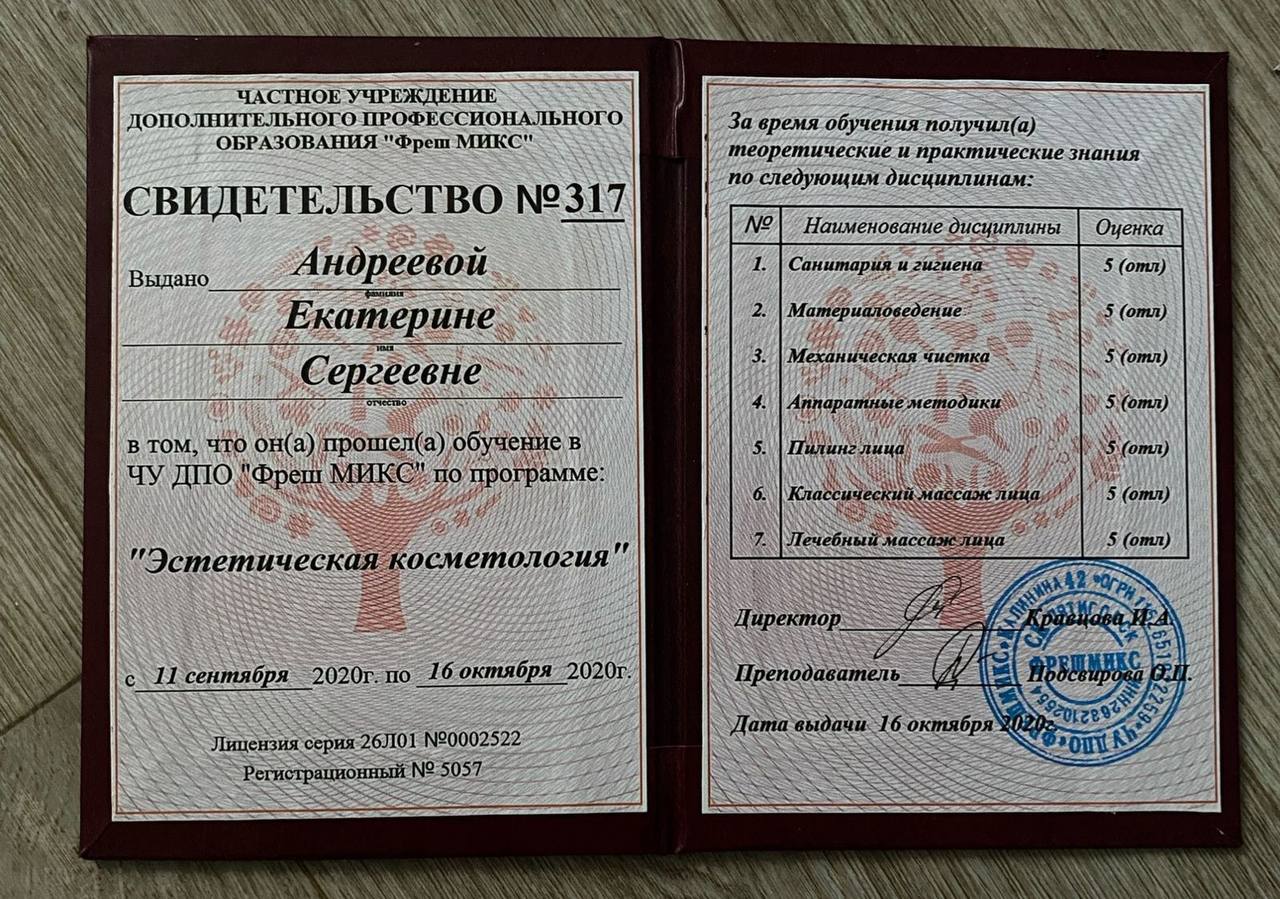 ЧАСТНОЕ УЧРЕЖДЕНИЕ
ДОПОЛНИТЕЛЬНОГО ПРОФЕССИОНАЛЬНОГО
ОБРАЗОВАНИЯ "Фреш МИКС"
СВИДЕТЕЛЬСТВО №317
Выдано Андреевой
фамилия
Екатерине
имя
Сергеевне
отчество
в том, что он(а) прошел(а) обучение в
ЧУ ДПО "Фреш МИКС" по программе:
"Эстетическая косметология"
с 11 сентября 2020г. по 16 октября 2020г.
Лицензия серия 26Л01 №0002522
Регистрационный № 5057
За время обучения получил(а)
теоретические и практические знания
по следующим дисциплинам:
№ Наименование дисциплины Оценка
1. Санитария и гигиена 5 (отл)
2. Материаловедение 5 (отл)
3. Механическая чистка 5 (отл)
4. Аппаратные методики 5 (отл)
5. Пилинг лица 5 (отл)
6. Классический массаж лица 5 (отл)
7. Лечебный массаж лица 5 (отл)
Директор Кравцова И.А.
Преподаватель Подсвирова О.П.
Дата выдачи 16 октября 2020г.
КАЛИНИНА 42 •ОГРН
ЧУ ДПО
ФРЕШМИКС